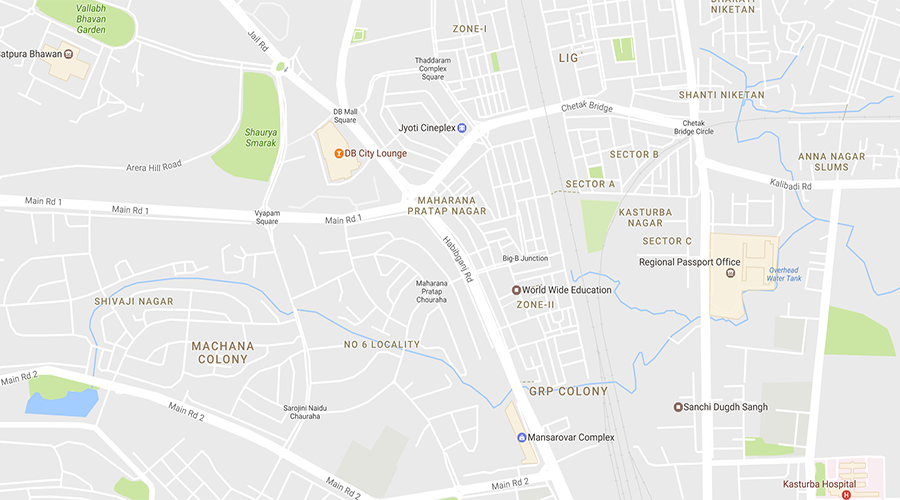 Vallabh
Bhavan
Garden
Satpura Bhawan
Jail Rd
ZONE-I
BHARATI
NIKETAN
LIG
Thaddaram
Complex
Square
SHANTI NIKETAN
DB Mall
Square
Chetak Bridge
Jyoti Cineplex
Chetak
Bridge Circle
Shaurya
Smarak
DB City Lounge
SECTOR B
ANNA NAGAR
SLUMS
Arera Hill Road
SECTOR A
Kalibadi Rd
Main Rd 1
Main Rd 1
Vyapam
Square
Main Rd 1
MAHARANA
PRATAP NAGAR
KASTURBA
NAGAR
SECTOR C
Habibganj Rd
Big-B Junction
Regional Passport Office
Overhead
Water Tank
Maharana
Pratap
Chouraha
World Wide Education
ZONE-II
SHIVAJI NAGAR
MACHANA
COLONY
NO 6 LOCALITY
Main Rd 2
GRP COLONY
Main Rd 2
Sarojini Naidu
Chauraha
Sanchi Dugdh Sangh
Mansarovar Complex
Main Rd 2
Main Rd 2
Kasturba Hospital
H